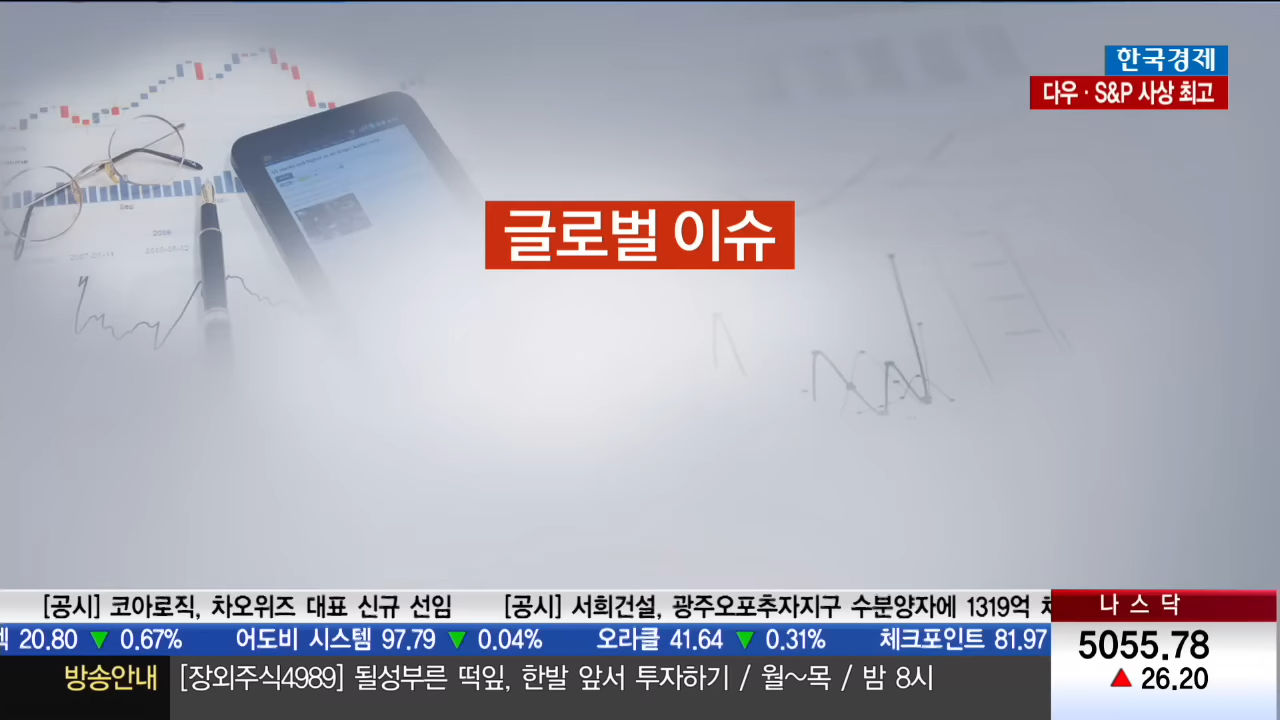 한국경제
다우·S&P 사상 최고
글로벌 이슈
[공시] 코아로직, 차오위즈 대표 신규 선임 [공시] 서희건설, 광주오포추자지구 수분양자에 1319억
20.80 ▼ 0.67% 어도비 시스템 97.79 ▼ 0.04% 오라클 41.64 ▼ 0.31% 체크포인트 81.97
나스닥
5055.78
▲ 26.20
방송안내 [장외주식4989] 될성부른 떡잎, 한발 앞서 투자하기 / 월~목 / 밤 8시